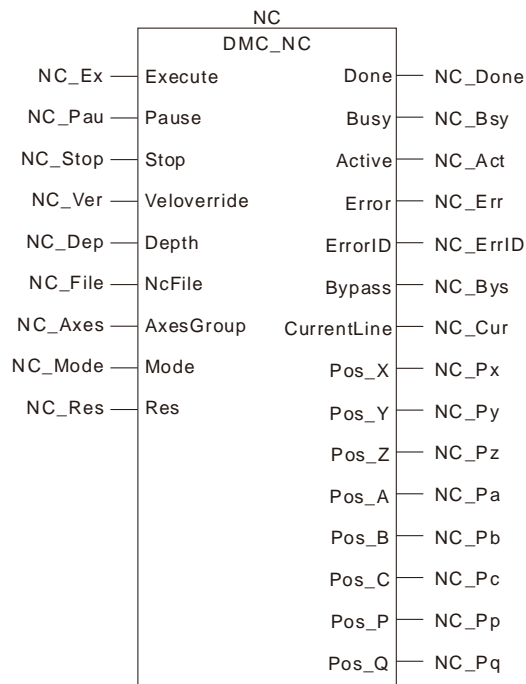 NC
DMC_NC
NC_Ex Execute Done NC_Done
NC_Pau Pause Busy NC_Bsy
NC_Stop Stop Active NC_Act
NC_Ver Veloverride Error NC_Err
NC_Dep Depth ErrorID NC_ErrID
NC_File NcFile Bypass NC_Bys
NC_Axes AxesGroup CurrentLine NC_Cur
NC_Mode Mode Pos_X NC_Px
NC_Res Res Pos_Y NC_Py
Pos_Z NC_Pz
Pos_A NC_Pa
Pos_B NC_Pb
Pos_C NC_Pc
Pos_P NC_Pp
Pos_Q NC_Pq